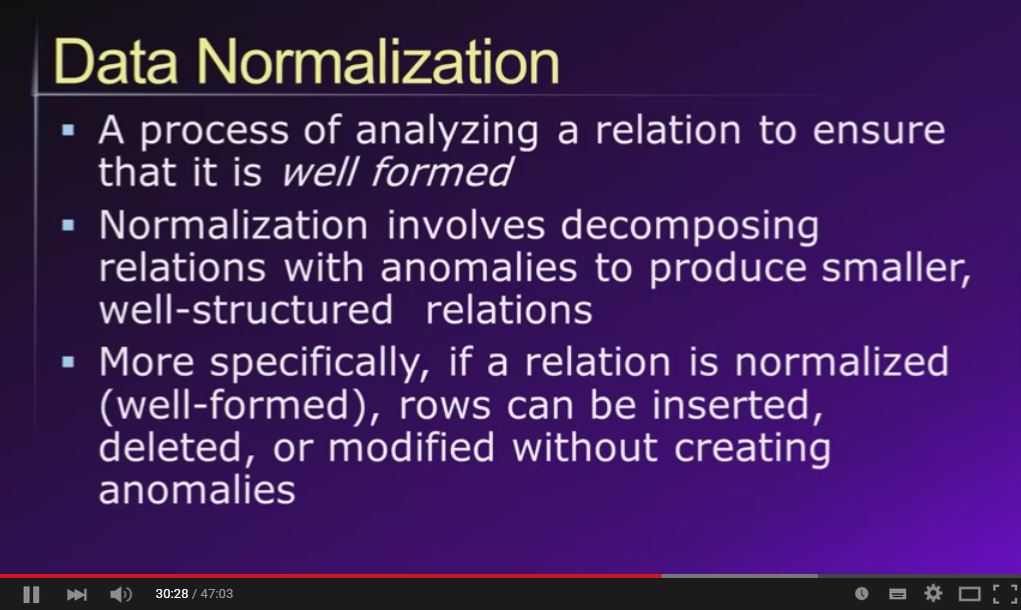 Data Normalization
▪ A process of analyzing a relation to ensure
that it is well formed
▪ Normalization involves decomposing
relations with anomalies to produce smaller,
well-structured relations
▪ More specifically, if a relation is normalized
(well-formed), rows can be inserted,
deleted, or modified without creating
anomalies
30:28 / 47:03